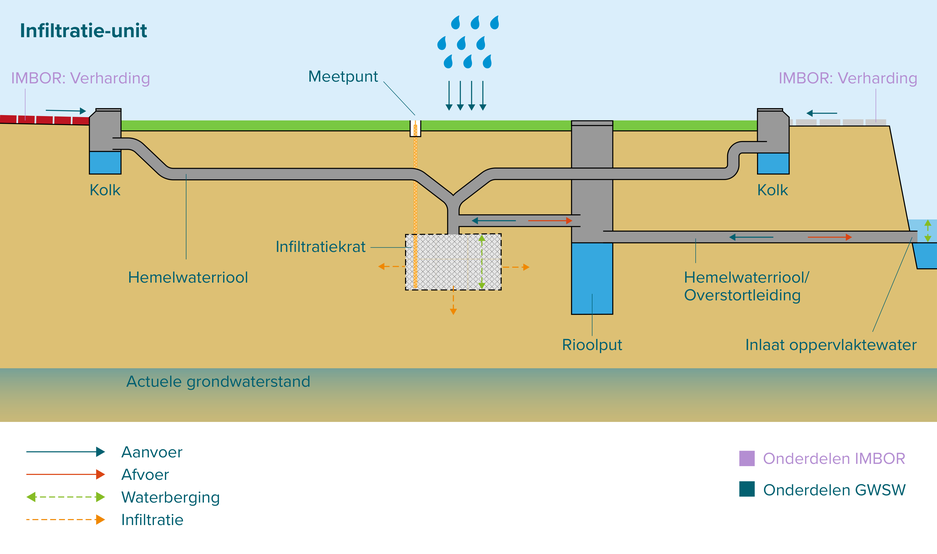 Infiltratie-unit
IMBOR: Verharding
Meetpunt
IMBOR: Verharding
Kolk
Kolk
Infiltratiekrat
Hemelwaterriool
Hemelwaterriool/
Overstortleiding
Rioolput
Inlaat oppervlaktewater
Actuele grondwaterstand
Aanvoer
Afvoer
Waterberging
Infiltratie
Onderdelen IMBOR
Onderdelen GWSW